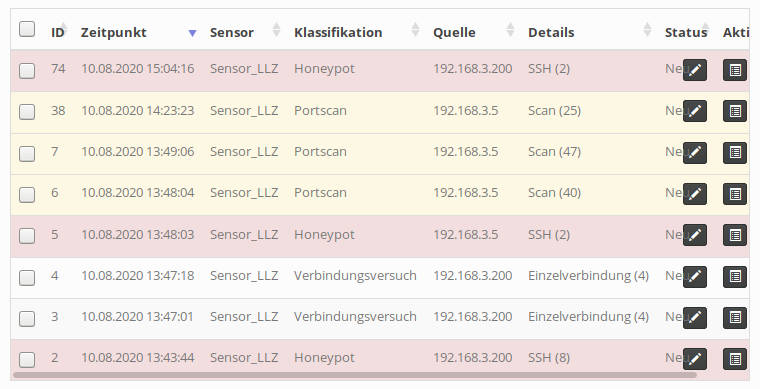 ID Zeitpunkt Sensor Klassifikation Quelle Details Status Akti
74 10.08.2020 15:04:16 Sensor_LLZ Honeypot 192.168.3.200 SSH (2) Ne
38 10.08.2020 14:23:23 Sensor_LLZ Portscan 192.168.3.5 Scan (25) Ne
7 10.08.2020 13:49:06 Sensor_LLZ Portscan 192.168.3.5 Scan (47) Ne
6 10.08.2020 13:48:04 Sensor_LLZ Portscan 192.168.3.5 Scan (40) Ne
5 10.08.2020 13:48:03 Sensor_LLZ Honeypot 192.168.3.5 SSH (2) Ne
4 10.08.2020 13:47:18 Sensor_LLZ Verbindungsversuch 192.168.3.200 Einzelverbindung (4) Ne
3 10.08.2020 13:47:01 Sensor_LLZ Verbindungsversuch 192.168.3.200 Einzelverbindung (4) Ne
2 10.08.2020 13:43:44 Sensor_LLZ Honeypot 192.168.3.200 SSH (8) Ne